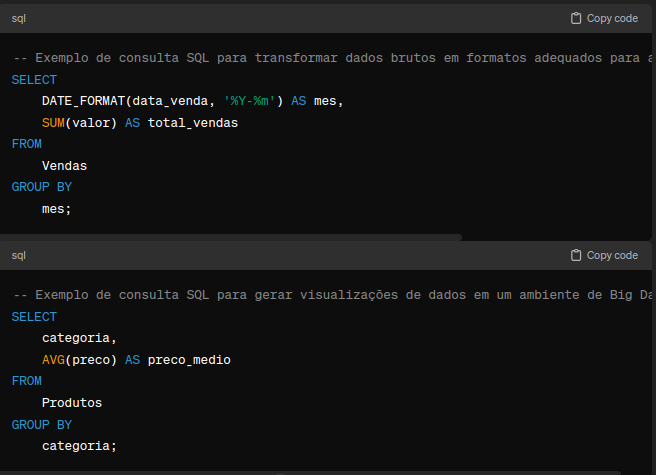 sql
Copy code
-- Exemplo de consulta SQL para transformar dados brutos em formatos adequados para a
SELECT
DATE_FORMAT(data_venda, '%Y-%m') AS mes,
SUM(valor) AS total_vendas
FROM
Vendas
GROUP BY
mes;
sql
Copy code
-- Exemplo de consulta SQL para gerar visualizações de dados em um ambiente de Big Da
SELECT
categoria,
AVG(preco) AS preco_medio
FROM
Produtos
GROUP BY
categoria;